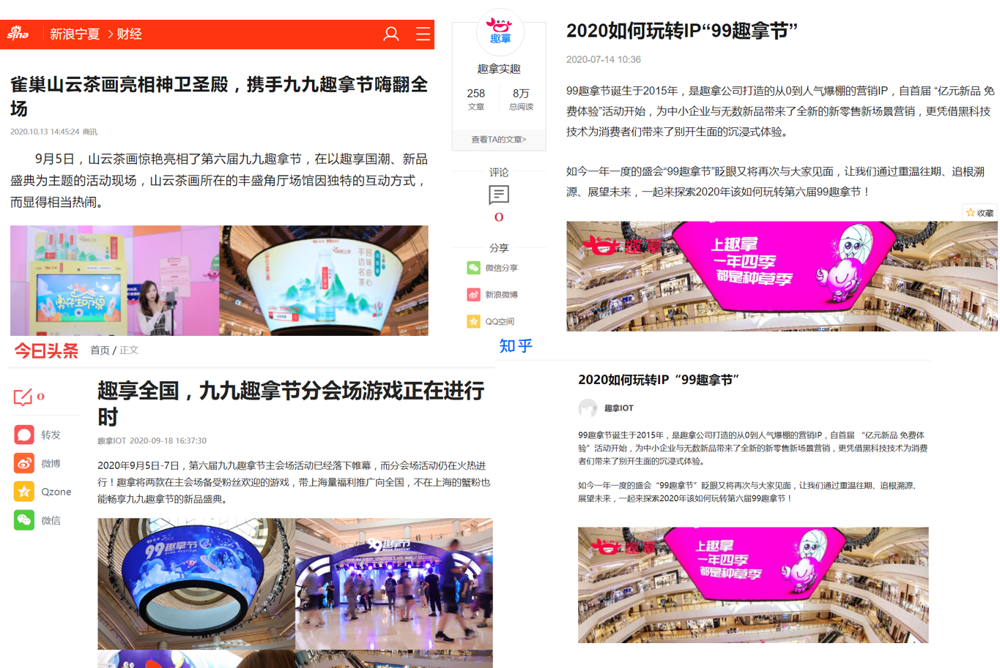 sina
新浪宁夏
财经
雀巢山云茶画亮相神卫圣殿，携手九九趣拿节嗨翻全
场
2020.10.13 14:45:24 商讯
9月5日，山云茶画惊艳亮相了第六届九九趣拿节，在以趣享国潮、新品
盛典为主题的活动现场，山云茶画所在的丰盛角厅场馆因独特的互动方式，
而显得相当热闹。
趣拿
趣拿实趣
258
8万
文章
总阅读
查看TA的文章>
评论
0
分享
微信分享
新浪微博
QQ空间
2020如何玩转IP“99趣拿节”
2020-07-14 10:36
99趣拿节诞生于2015年，是趣拿公司打造的从0到人气爆棚的营销IP，自首届 “亿元新品 免
费体验”活动开始，为中小企业与无数新品带来了全新的新零售新场景营销，更凭借黑科技
技术为消费者们带来了别开生面的沉浸式体验。
如今一年一度的盛会“99趣拿节”眨眼又将再次与大家见面，让我们通过重温往期、追根溯
源、展望未来，一起来探索2020年该如何玩转第六届99趣拿节！
收藏
趣拿
上趣拿
一年四季
都是种草季
今日头条
首页 / 正文
0
转发
微博
Qzone
微信
趣享全国，九九趣拿节分会场游戏正在进行
时
趣拿IOT 2020-09-18 16:37:30
2020年9月5日-7日，第六届九九趣拿节主会场活动已经落下帷幕，而分会场活动仍在火热进
行！趣拿将两款在主会场备受粉丝欢迎的游戏，带上海量福利推广向全国，不在上海的蟹粉也
能畅享九九趣拿节的新品盛典。
99趣拿节
QUNA FESTIVAL
99趣拿节
知乎
2020如何玩转IP “99趣拿节”
趣拿IOT
99趣拿节诞生于2015年，是趣拿公司打造的从0到人气爆棚的营销IP，自首届 “亿元新品 免费体
验” 活动开始，为中小企业与无数新品带来了全新的新零售新场景营销，更凭借黑科技技术为消费
者们带来了别开生面的沉浸式体验。
如今一年一度的盛会 “99趣拿节” 眨眼又将再次与大家见面，让我们通过重温往期、追根溯源、
展望未来，一起来探索2020年该如何玩转第六届99趣拿节！
趣拿
上趣拿
一年四季
都是种草季